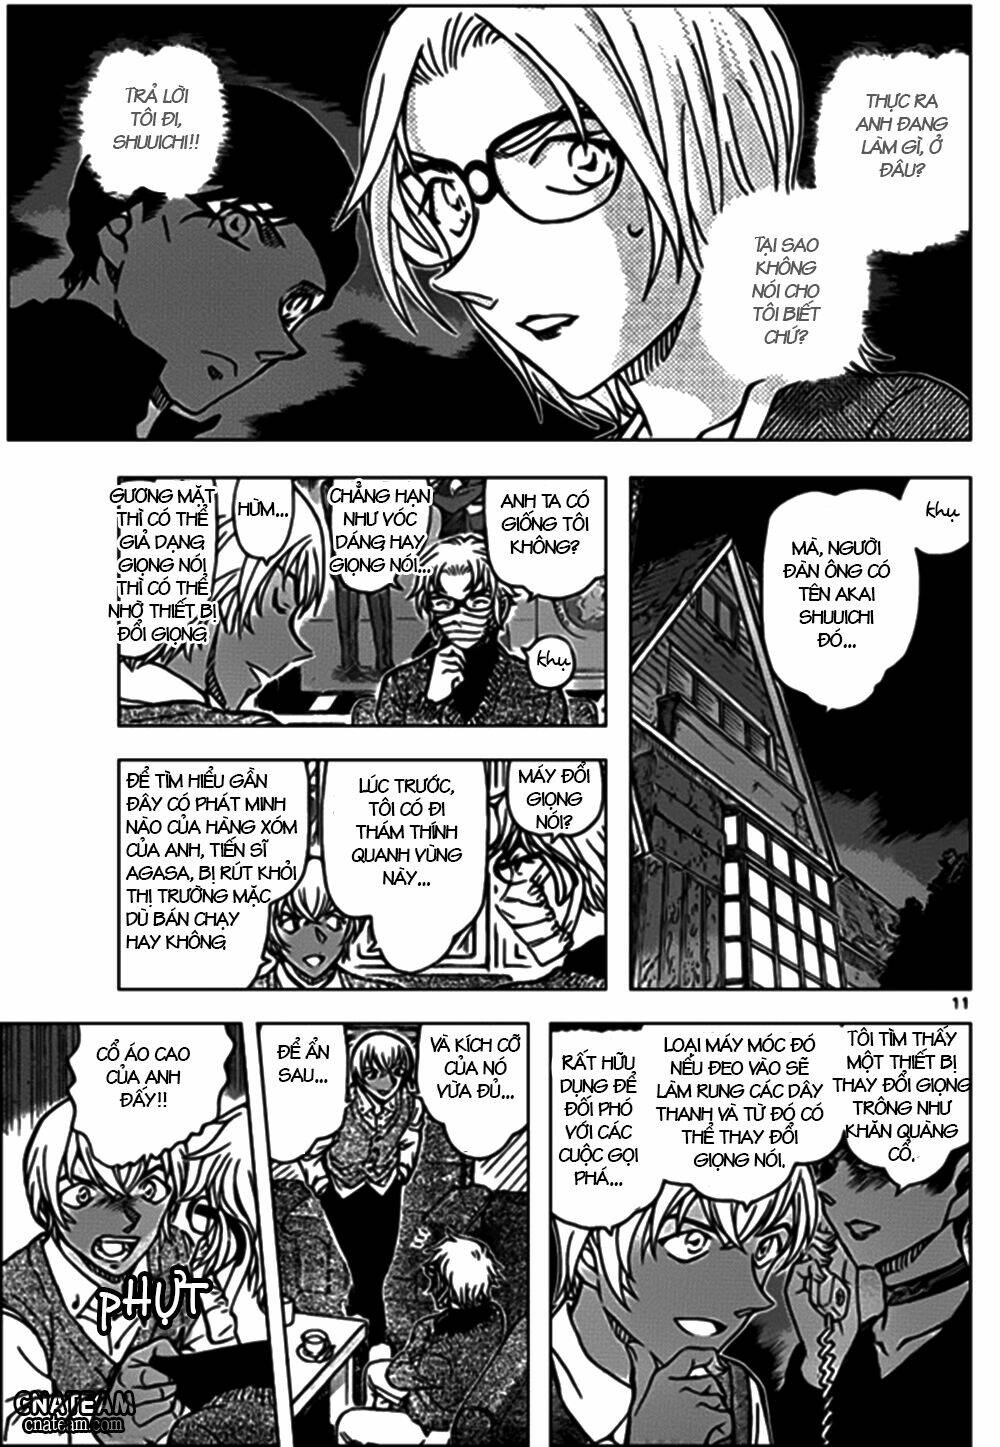 THỰC RA
ANH ĐANG
LÀM GÌ, Ở
ĐÂU?
TẠI SAO
KHÔNG
NÓI CHO
TÔI BIẾT
CHỨ?
TRẢ LỜI
TÔI ĐI,
SHUUICHI!!
khụ
MÀ, NGƯỜI
ĐÀN ÔNG CÓ
TÊN AKAI
SHUUICHI
ĐÓ...
ANH TA CÓ
GIỐNG TÔI
KHÔNG?
khụ
CHẲNG HẠN
NHƯ VÓC
DÁNG HAY
GIỌNG NÓI...
HỪM...
GƯƠNG MẶT
THÌ CÓ THỂ
GIẢ DẠNG,
GIỌNG NÓI
THÌ CÓ THỂ
NHỜ THIẾT BỊ
ĐỔI GIỌNG.
MÁY ĐỔI
GIỌNG
NÓI?
LÚC TRƯỚC,
TÔI CÓ ĐI
THÁM THÍNH
QUANH VÙNG
NÀY...
ĐỂ TÌM HIỂU GẦN
ĐÂY CÓ PHÁT MINH
NÀO CỦA HÀNG XÓM
CỦA ANH, TIẾN SĨ
AGASA, BỊ RÚT KHỎI
THỊ TRƯỜNG MẶC
DÙ BÁN CHẠY
HAY KHÔNG.
11
TÔI TÌM THẤY
MỘT THIẾT BỊ
THAY ĐỔI GIỌNG
TRÔNG NHƯ
KHĂN QUÀNG
CỔ.
LOẠI MÁY MÓC ĐÓ
NẾU ĐEO VÀO SẼ
LÀM RUNG CÁC DÂY
THANH VÀ TỪ ĐÓ CÓ
THỂ THAY ĐỔI
GIỌNG NÓI.
RẤT HỮU
DỤNG ĐỂ
ĐỐI PHÓ
VỚI CÁC
CUỘC GỌI
PHÁ...
VÀ KÍCH CỠ
CỦA NÓ
VỪA ĐỦ...
ĐỂ ẨN
SAU...
CỔ ÁO CAO
CỦA ANH
ĐẤY!!
PHỰT
CNATEAM
cnateam.com